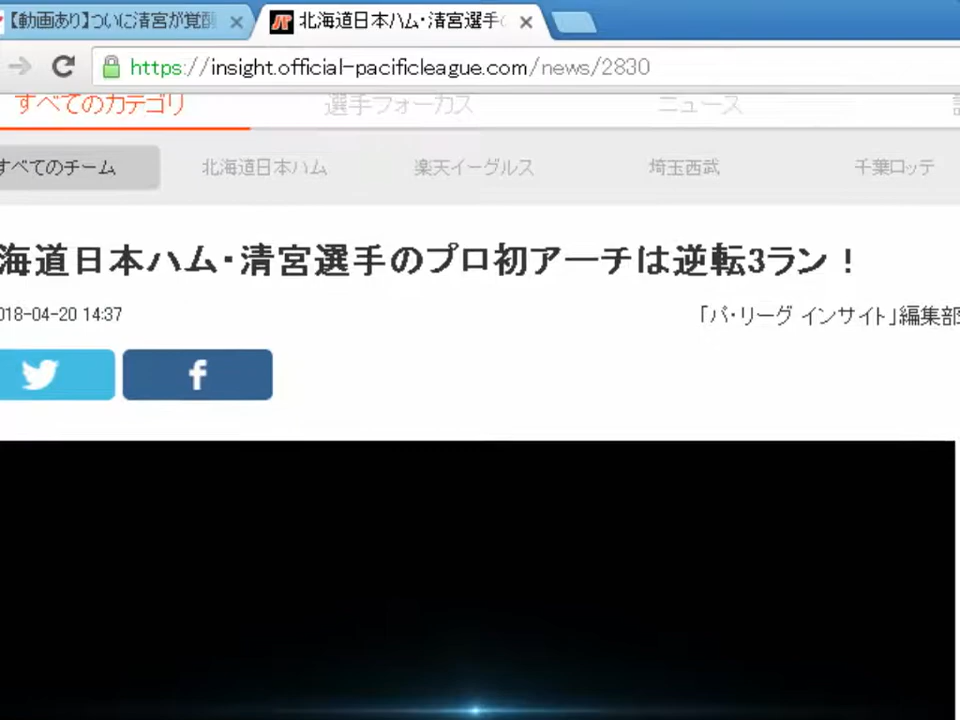 【動画あり】ついに清宮が覚醒
北海道日本ハム・清宮選手の
https://insight.official-pacificleague.com/news/2830
すべてのカテゴリ 選手フォーカス ニュース
すべてのチーム 北海道日本ハム 楽天イーグルス 埼玉西武 千葉ロッテ
海道日本ハム・清宮選手のプロ初アーチは逆転3ラン！
018-04-20 14:37 「パ・リーグ インサイト」編集部